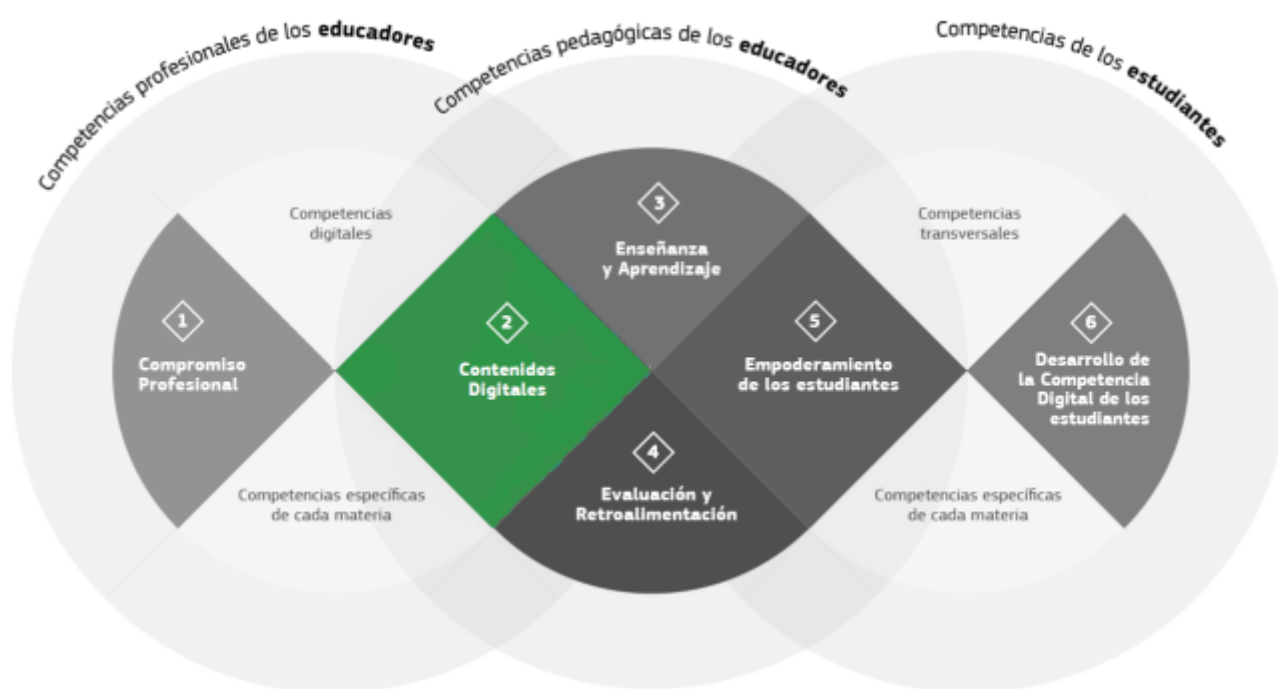 Competencias profesionales de los educadores
Competencias pedagógicas de los educadores
Competencias de los estudiantes
Competencias
digitales
3
Enseñanza
y Aprendizaje
Competencias
transversales
1
Compromiso
Profesional
2
Contenidos
Digitales
5
Empoderamiento
de los estudiantes
6
Desarrollo de
la Competencia
Digital de los
estudiantes
Competencias específicas
de cada materia
4
Evaluación y
Retroalimentación
Competencias específicas
de cada materia